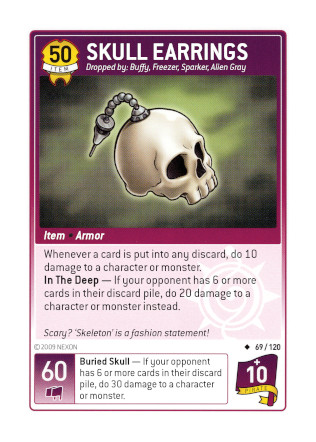 50
ITEM
SKULL EARRINGS
Dropped by: Buffy, Freezer, Sparker, Alien Gray
Item • Armor
Whenever a card is put into any discard, do 10
damage to a character or monster.
In The Deep — If your opponent has 6 or more
cards in their discard pile, do 20 damage to a
character or monster instead.
Scary? 'Skeleton' is a fashion statement!
©2009 NEXON
◆ 69/120
60
Buried Skull — If your opponent
has 6 or more cards in their discard
pile, do 30 damage to a character
or monster.
+
10
PIRATE